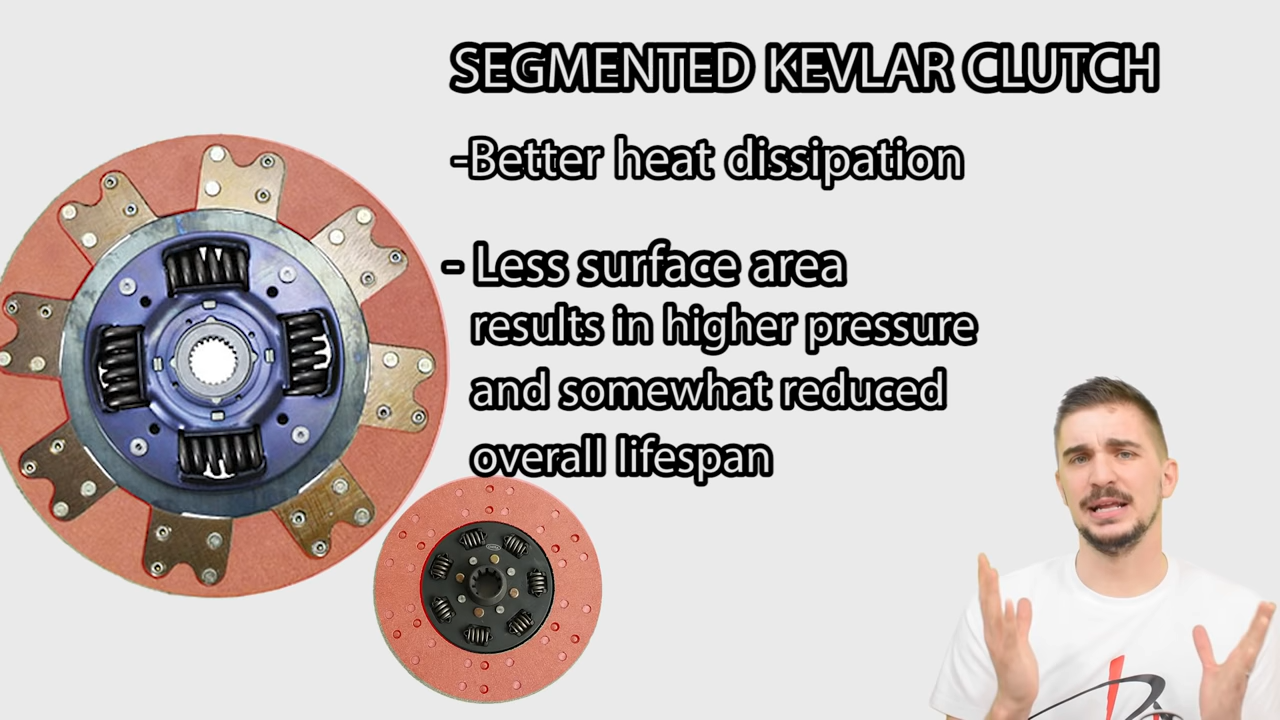 SEGMENTED KEVLAR CLUTCH
-Better heat dissipation
- Less surface area
results in higher pressure
and somewhat reduced
overall lifespan